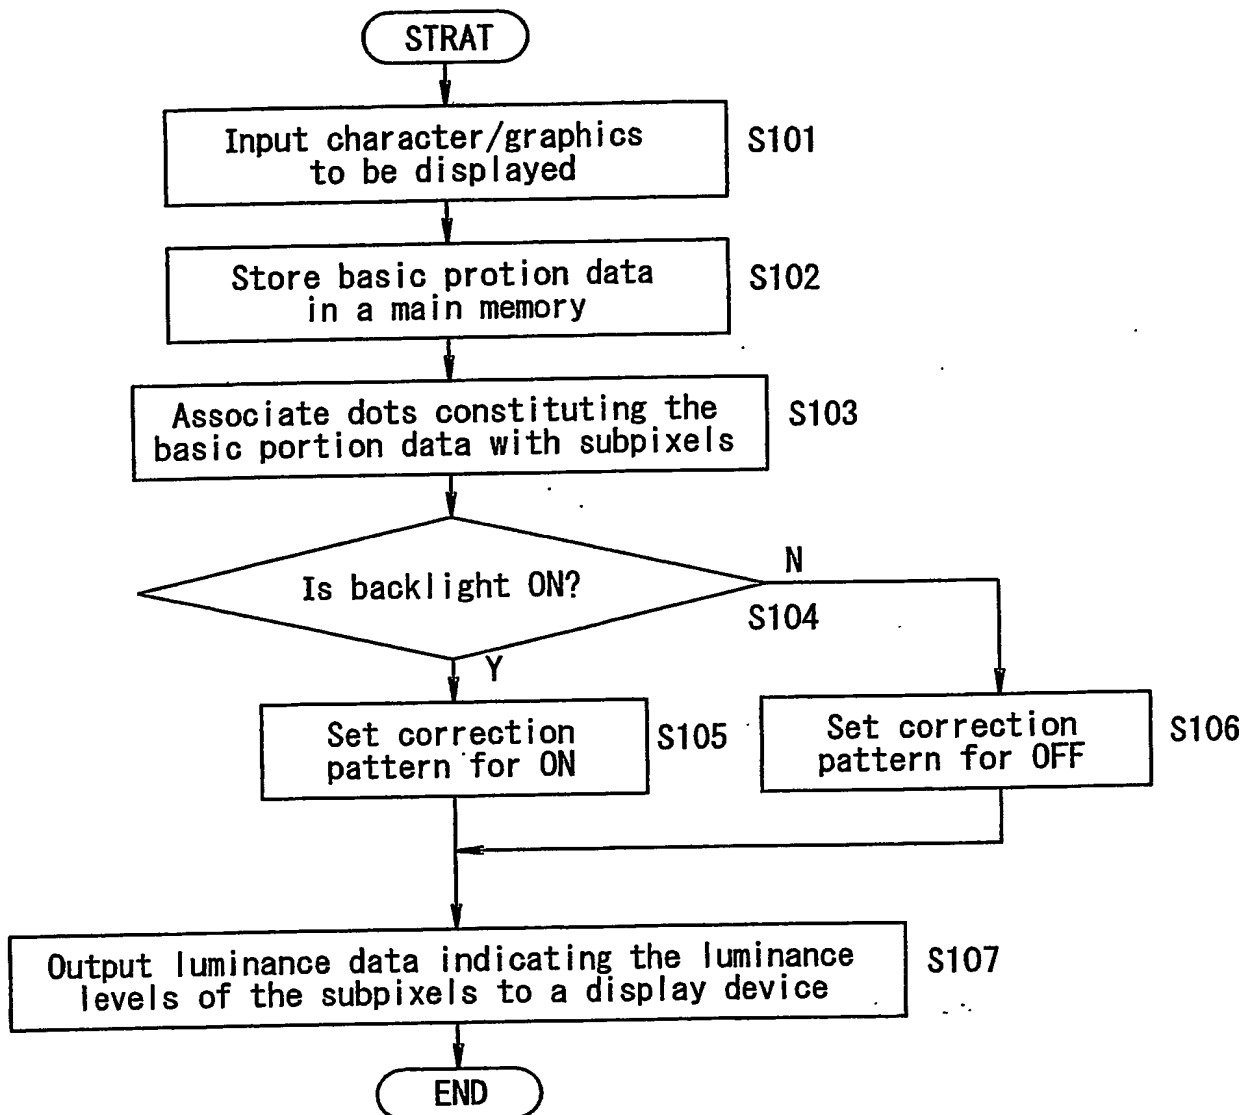 STRAT
Input character/graphics
to be displayed
S101
Store basic protion data
in a main memory
S102
Associate dots constituting the
basic portion data with subpixels
S103
Is backlight ON?
N
S104
Y
Set correction
pattern for ON
S105
Set correction
pattern for OFF
S106
Output luminance data indicating the luminance
levels of the subpixels to a display device
S107
END